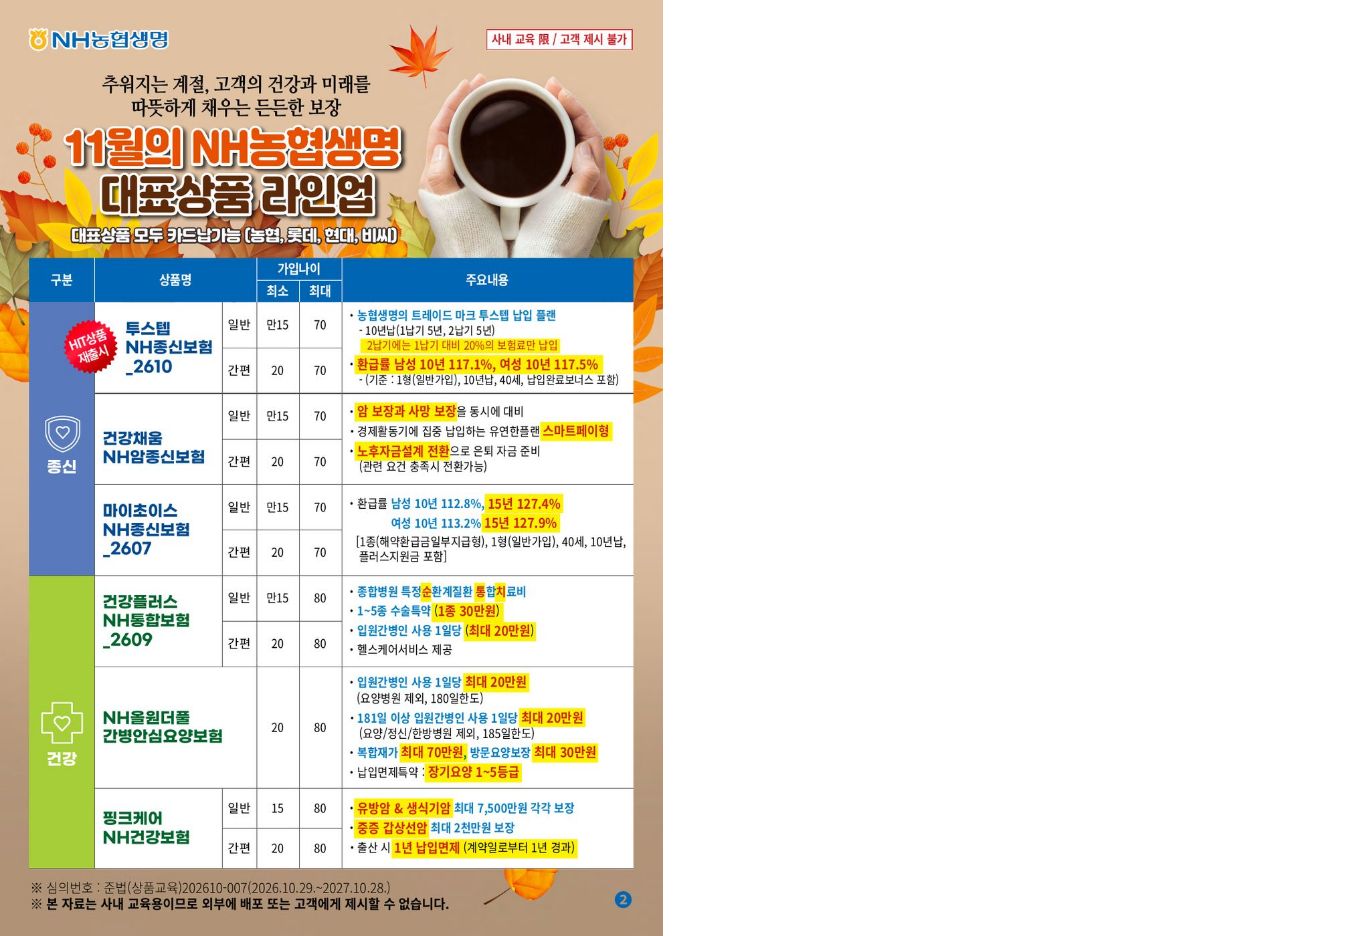 NH농협생명
사내 교육 限 / 고객 제시 불가
추워지는 계절, 고객의 건강과 미래를
따뜻하게 채우는 든든한 보장
11월의 NH농협생명
대표상품 라인업
대표상품 모두 카드납가능 (농협, 롯데, 현대, 비씨)
구분 상품명 가입나이 주요내용
최소 최대
종신
HIT상품
재출시
투스텝
NH종신보험
_2610
일반 만15 70
간편 20 70
• 농협생명의 트레이드 마크 투스텝 납입 플랜
- 10년납(1납기 5년, 2납기 5년)
2납기에는 1납기 대비 20%의 보험료만 납입
• 환급률 남성 10년 117.1%, 여성 10년 117.5%
- (기준 : 1형(일반가입), 10년납, 40세, 납입완료보너스 포함)
건강채움
NH암종신보험
일반 만15 70
간편 20 70
• 암 보장과 사망 보장을 동시에 대비
• 경제활동기에 집중 납입하는 유연한플랜 스마트페이형
• 노후자금설계 전환으로 은퇴 자금 준비
(관련 요건 충족시 전환가능)
마이초이스
NH종신보험
_2607
일반 만15 70
간편 20 70
• 환급률 남성 10년 112.8%, 15년 127.4%
여성 10년 113.2% 15년 127.9%
[1종(해약환급금일부지급형), 1형(일반가입), 40세, 10년납,
플러스지원금 포함]
건강
건강플러스
NH통합보험
_2609
일반 만15 80
간편 20 80
• 종합병원 특정순환계질환 통합치료비
• 1~5종 수술특약 (1종 30만원)
• 입원간병인 사용 1일당 (최대 20만원)
• 헬스케어서비스 제공
NH올원더풀
간병안심요양보험
20 80
• 입원간병인 사용 1일당 최대 20만원
(요양병원 제외, 180일한도)
• 181일 이상 입원간병인 사용 1일당 최대 20만원
(요양/정신/한방병원 제외, 185일한도)
• 복합재가 최대 70만원, 방문요양보장 최대 30만원
• 납입면제특약 : 장기요양 1~5등급
핑크케어
NH건강보험
일반 15 80
간편 20 80
• 유방암 & 생식기암 최대 7,500만원 각각 보장
• 중증 갑상선암 최대 2천만원 보장
• 출산 시 1년 납입면제 (계약일로부터 1년 경과)
※ 심의번호 : 준법(상품교육)202610-007(2026.10.29.~2027.10.28.)
※ 본 자료는 사내 교육용이므로 외부에 배포 또는 고객에게 제시할 수 없습니다.
2